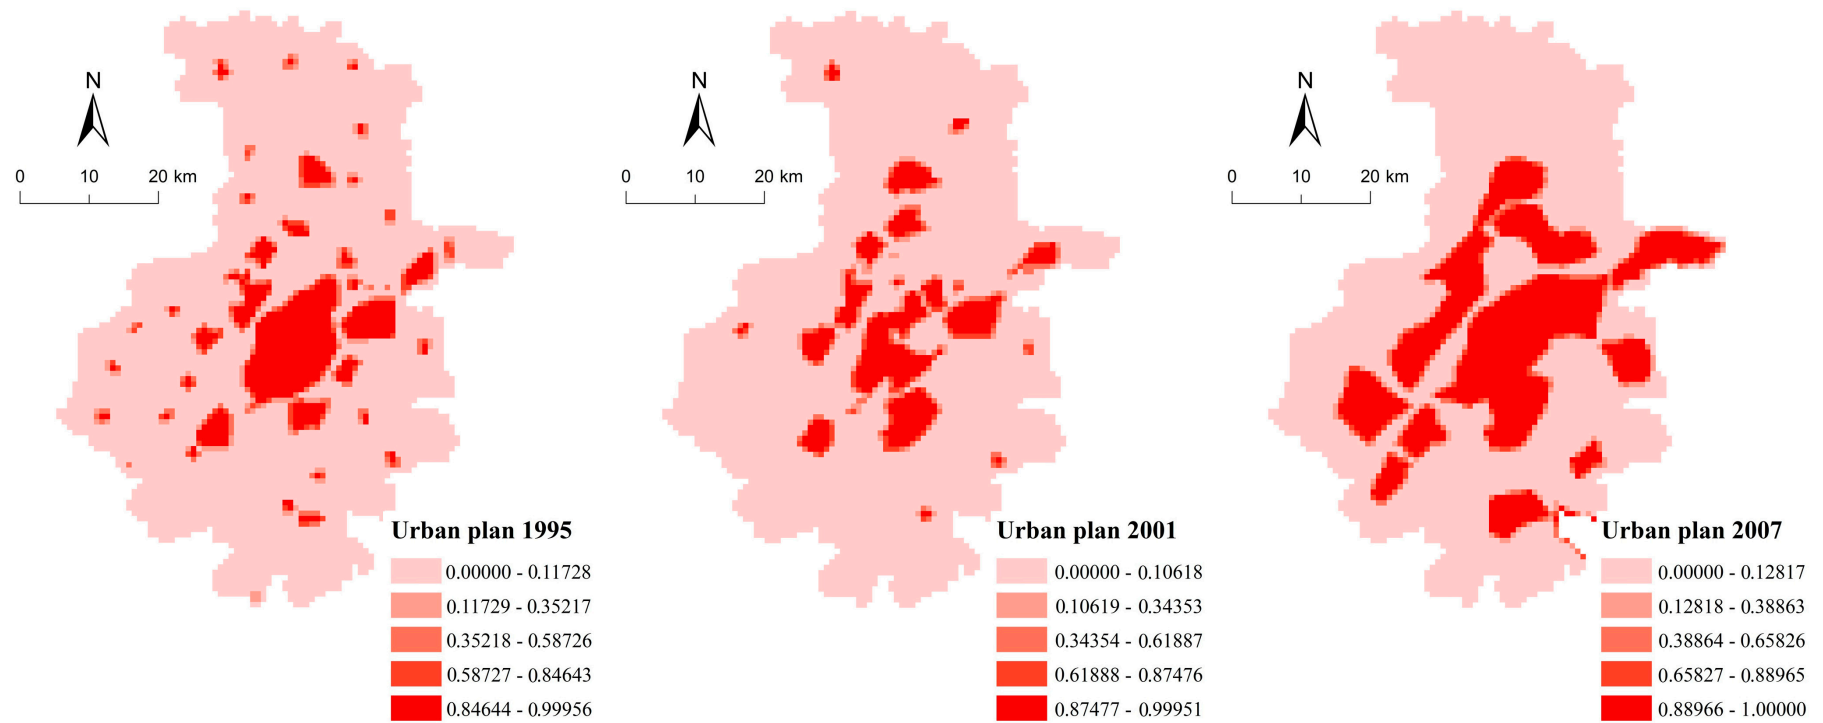 N
0 10 20 km
Urban plan 1995
0.00000 - 0.11728
0.11729 - 0.35217
0.35218 - 0.58726
0.58727 - 0.84643
0.84644 - 0.99956
N
0 10 20 km
Urban plan 2001
0.00000 - 0.10618
0.10619 - 0.34353
0.34354 - 0.61887
0.61888 - 0.87476
0.87477 - 0.99951
N
0 10 20 km
Urban plan 2007
0.00000 - 0.12817
0.12818 - 0.38863
0.38864 - 0.65826
0.65827 - 0.88965
0.88966 - 1.00000